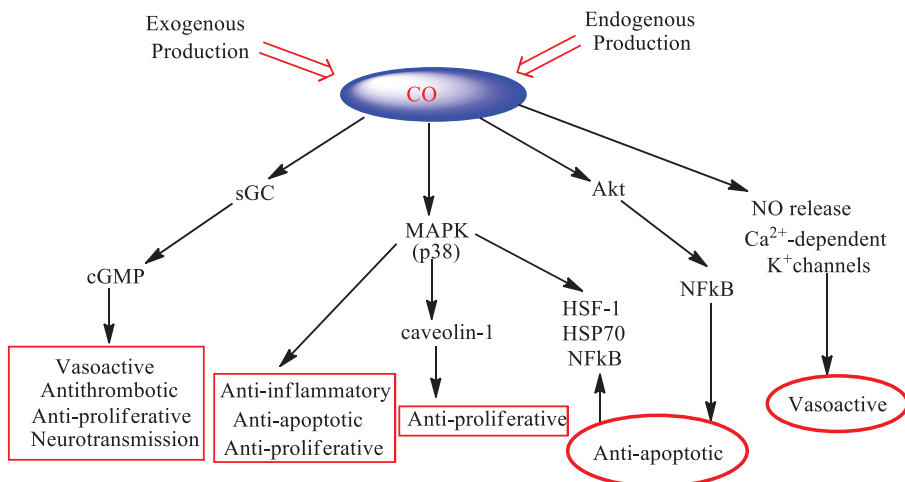 Exogenous
Production
Endogenous
Production
CO
sGC
Akt
MAPK
(p38)
NO release
Ca²⁺-dependent
K⁺channels
cGMP
NFkB
HSF-1
HSP70
NFkB
caveolin-1
Vasoactive
Antithrombotic
Anti-proliferative
Neurotransmission
Anti-inflammatory
Anti-apoptotic
Anti-proliferative
Anti-proliferative
Anti-apoptotic
Vasoactive